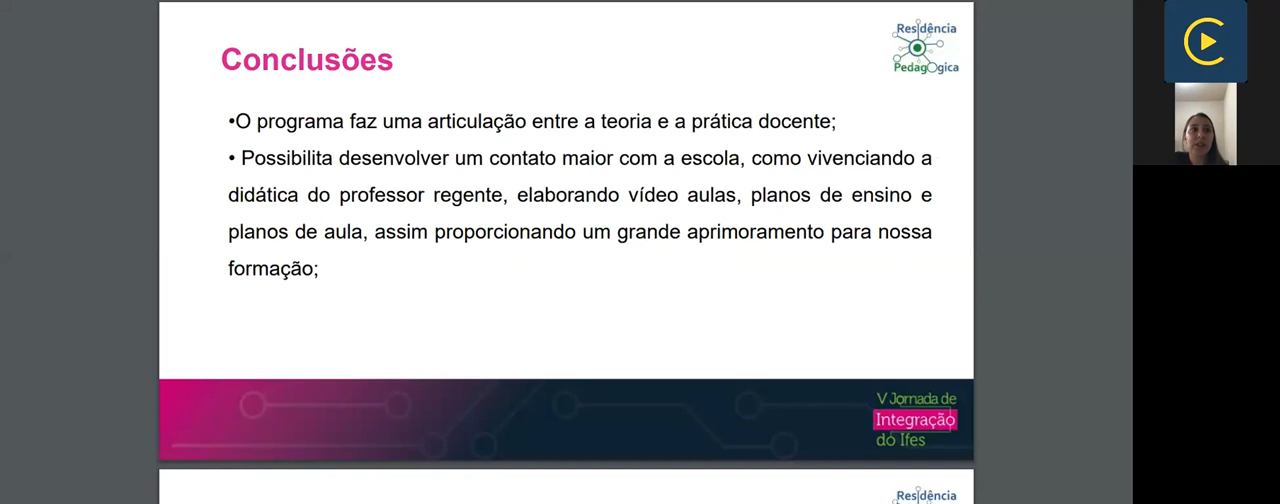 Residência
Pedagógica
Conclusões
•O programa faz uma articulação entre a teoria e a prática docente;
• Possibilita desenvolver um contato maior com a escola, como vivenciando a
didática do professor regente, elaborando vídeo aulas, planos de ensino e
planos de aula, assim proporcionando um grande aprimoramento para nossa
formação;
V Jornada de
Integração
do Ifes
Residência